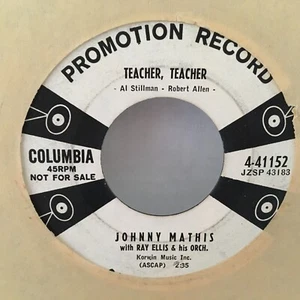 PROMOTION RECORD
TEACHER, TEACHER
- Al Stillman - Robert Allen -
COLUMBIA
45RPM
NOT FOR SALE
4-41152
JZSP 43183
JOHNNY MATHIS
with RAY ELLIS & his ORCH.
Korwin Music Inc.
(ASCAP) 2:35